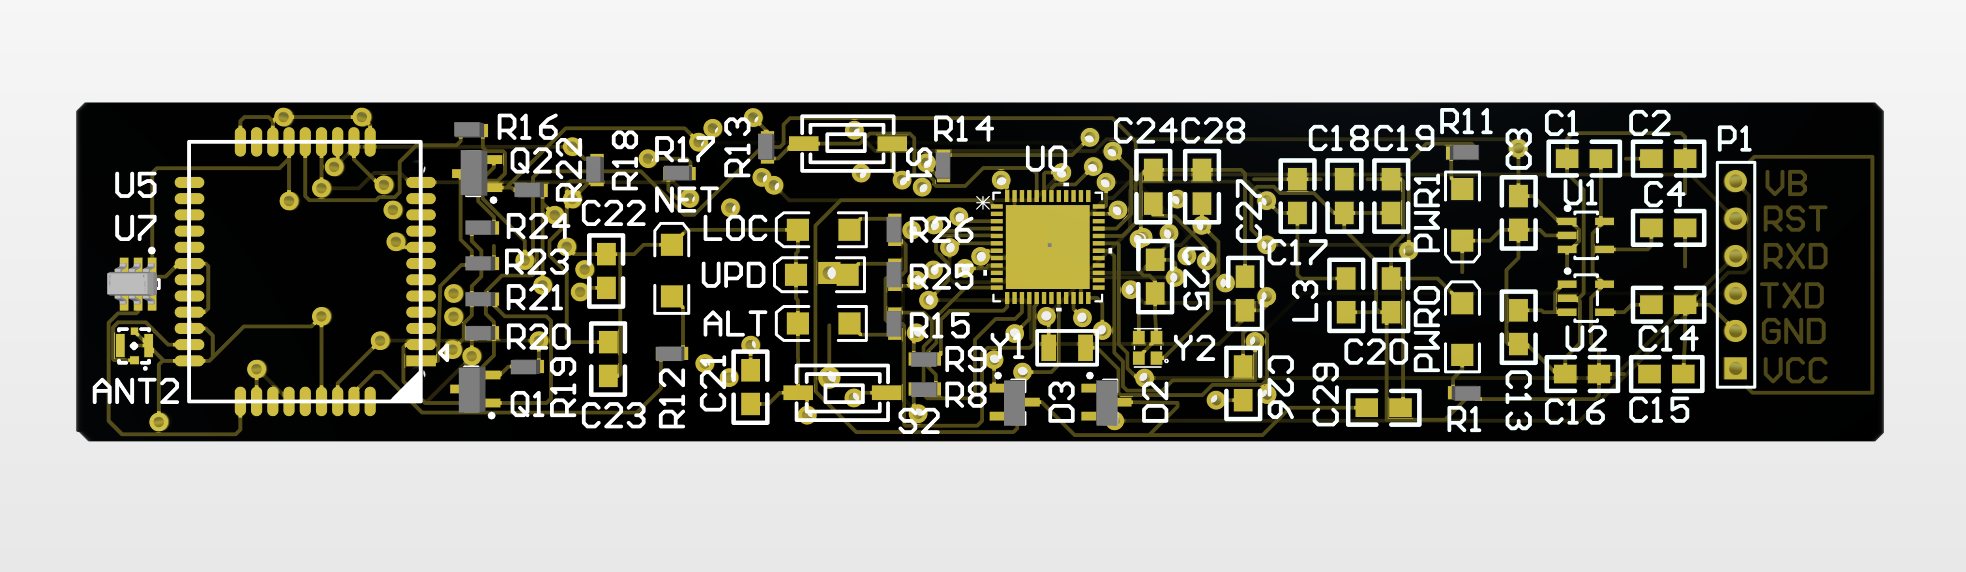 U5
U7
ANT2
R16
Q2
R22
R18
R17
R13
R14
S1
U0
C24
C28
C18
C19
R11
C8
C1
C2
P1
NET
R24
C22
LOC
R26
C27
C17
PWR1
U1
C4
VB
RST
RXD
TXD
GND
VCC
R23
R21
R20
UPD
R25
C25
L3
PWR0
U2
C14
ALT
R15
Y1
Y2
C20
Q1
R19
C23
R12
C21
S2
R9
R8
D3
D2
C26
C29
R1
C13
C16
C15